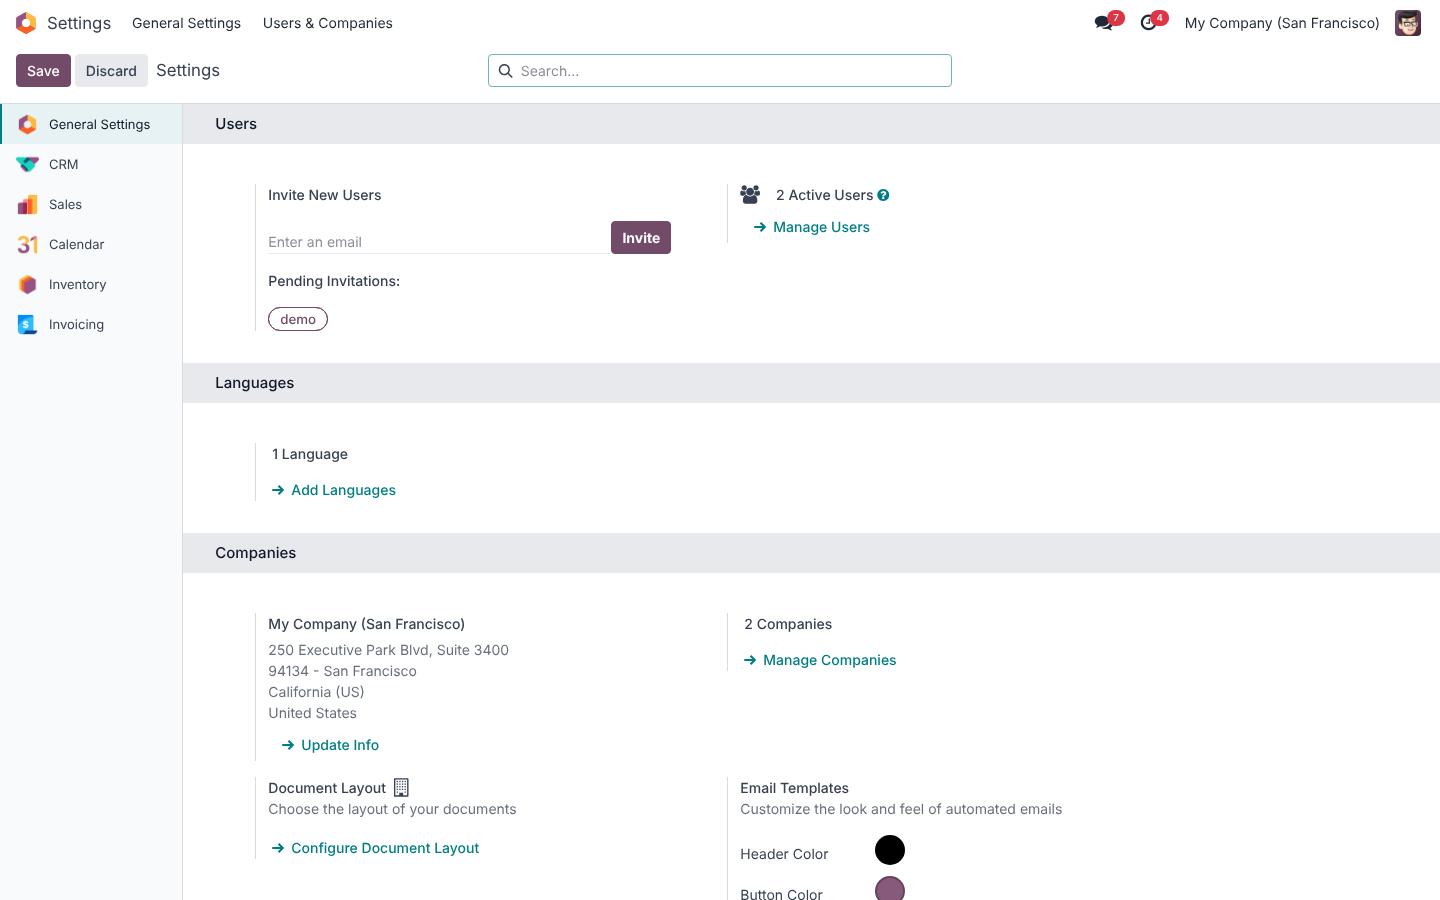 Settings
General Settings
Users & Companies
7
4
My Company (San Francisco)
Save
Discard
Settings
Search...
General Settings
CRM
Sales
31 Calendar
Inventory
$ Invoicing
Users
Invite New Users
Enter an email
Invite
Pending Invitations:
demo
2 Active Users ?
Manage Users
Languages
1 Language
Add Languages
Companies
My Company (San Francisco)
250 Executive Park Blvd, Suite 3400
94134 - San Francisco
California (US)
United States
Update Info
2 Companies
Manage Companies
Document Layout
Choose the layout of your documents
Configure Document Layout
Email Templates
Customize the look and feel of automated emails
Header Color
Button Color